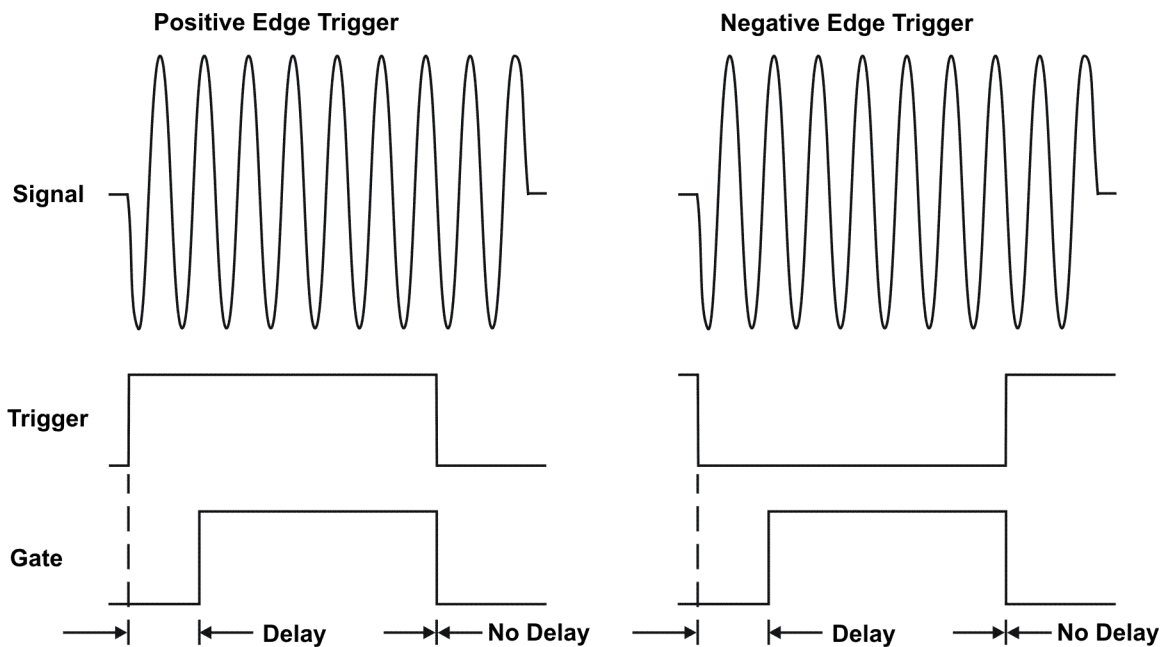 Positive Edge Trigger
Negative Edge Trigger
Signal
Trigger
Gate
Delay
No Delay
Delay
No Delay